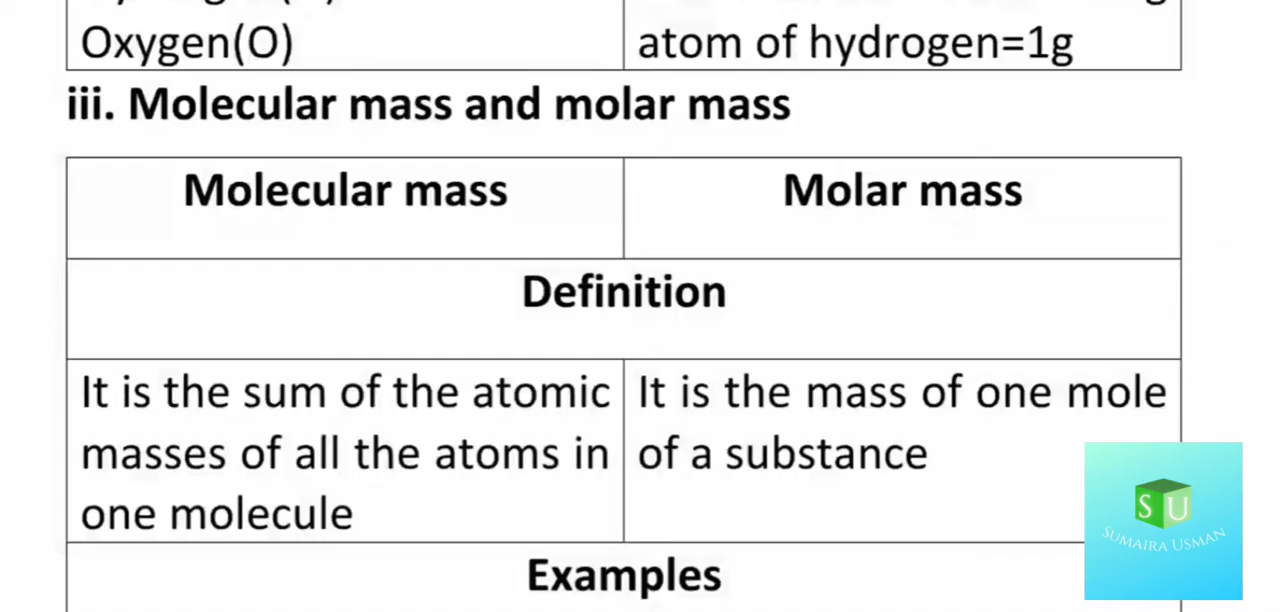 Oxygen(O)
atom of hydrogen=1g
iii. Molecular mass and molar mass
Molecular mass
Molar mass
Definition
It is the sum of the atomic
masses of all the atoms in
one molecule
It is the mass of one mole
of a substance
S U
SUMAIRA USMAN
Examples